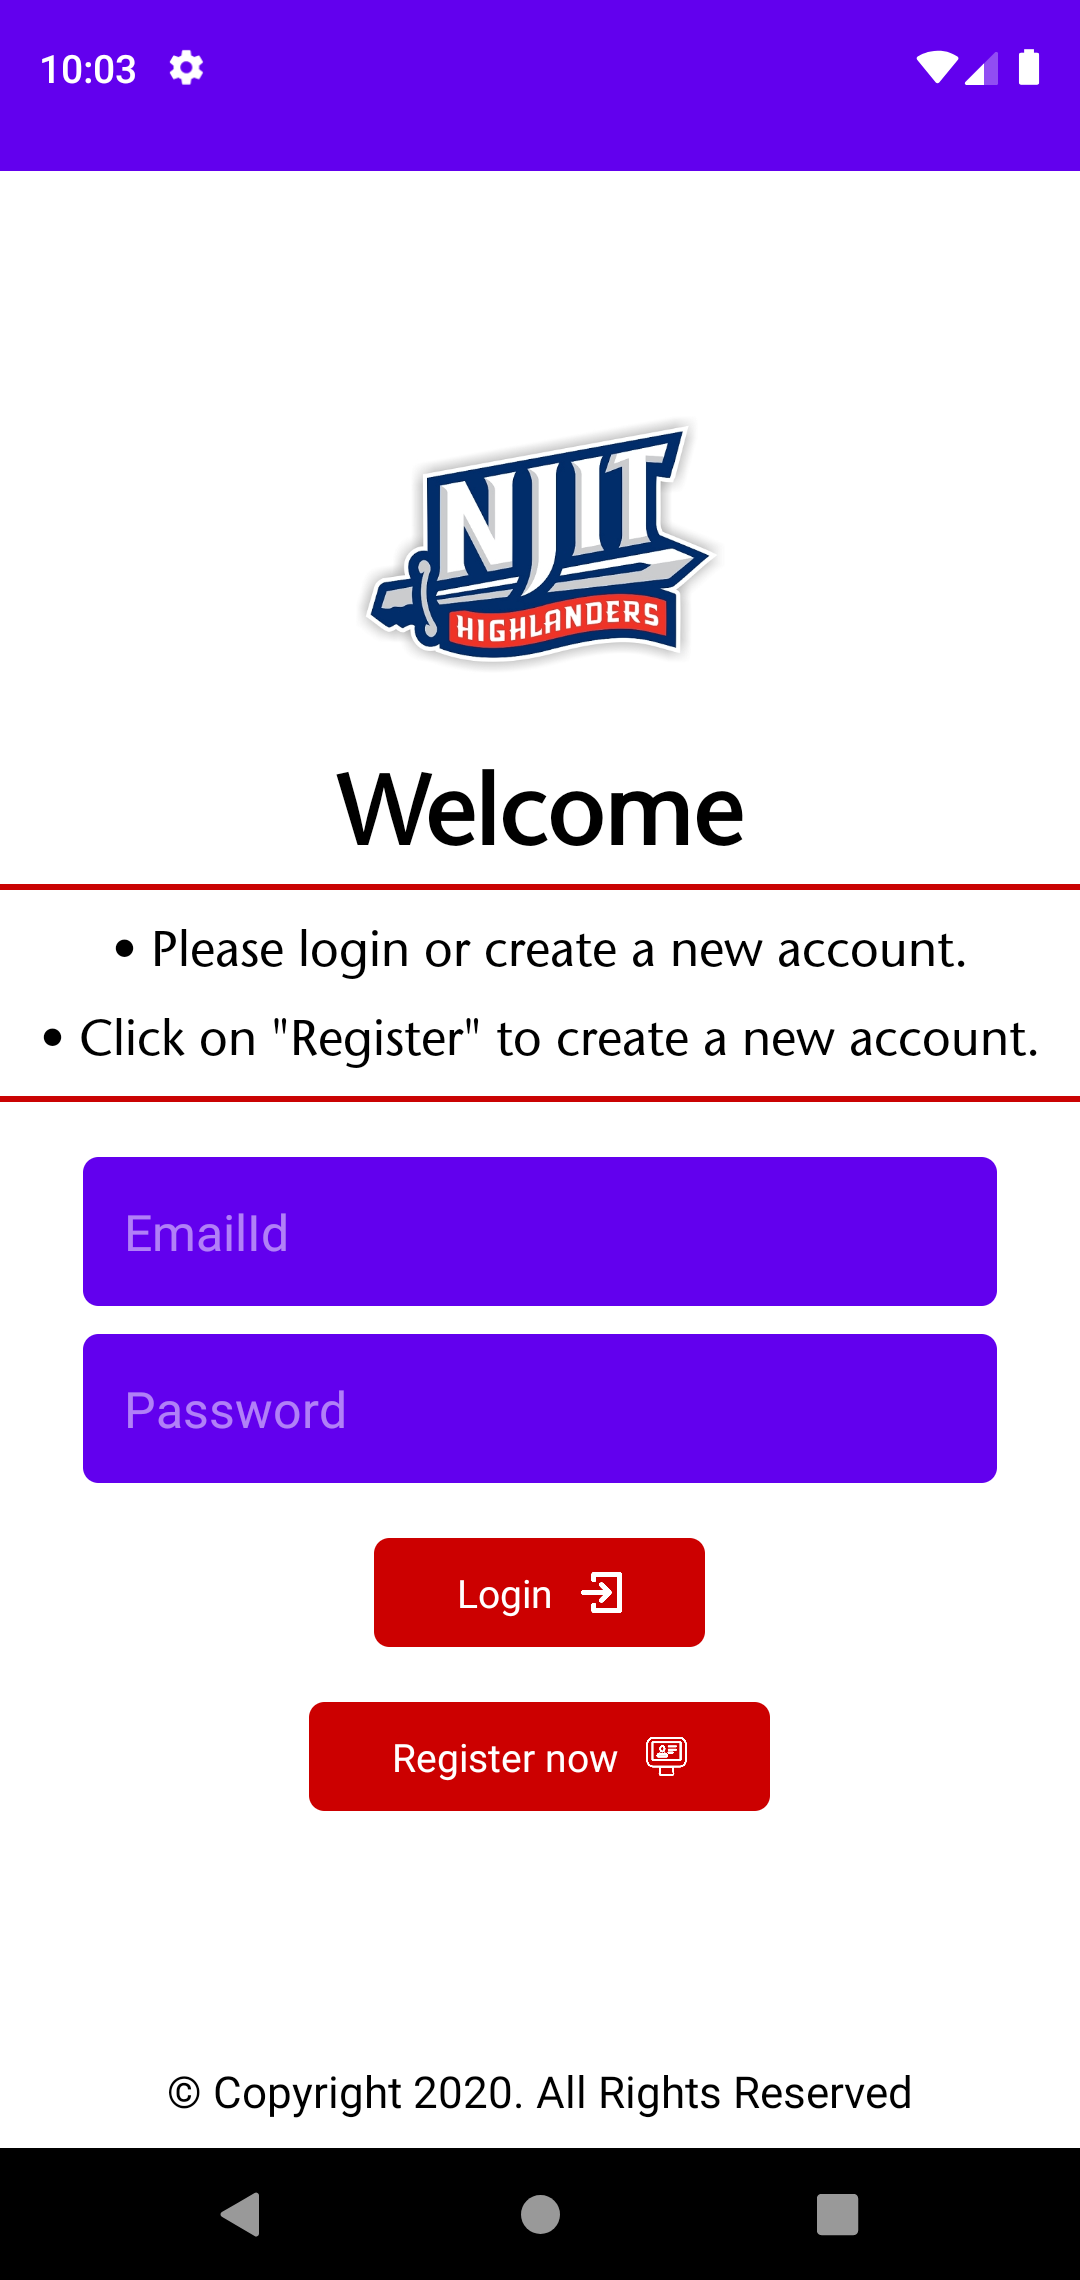 10:03
NJIT
HIGHLANDERS
Welcome
• Please login or create a new account.
• Click on "Register" to create a new account.
EmailId
Password
Login
Register now
© Copyright 2020. All Rights Reserved